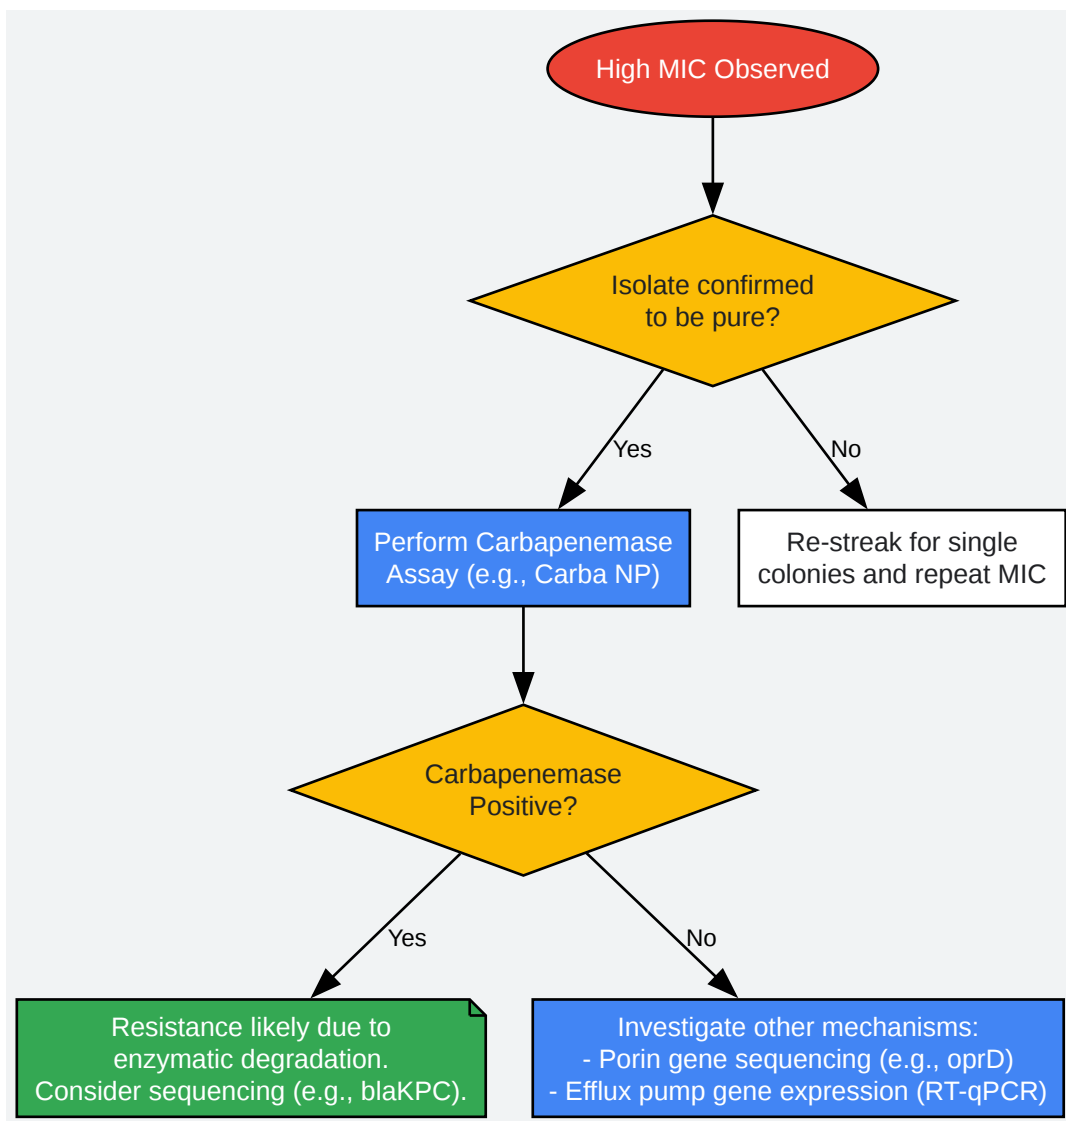 High MIC Observed
Isolate confirmed
to be pure?
Yes
No
Perform Carbapenemase
Assay (e.g., Carba NP)
Re-streak for single
colonies and repeat MIC
Carbapenemase
Positive?
Yes
No
Resistance likely due to
enzymatic degradation.
Consider sequencing (e.g., blaKPC).
Investigate other mechanisms:
- Porin gene sequencing (e.g., oprD)
- Efflux pump gene expression (RT-qPCR)